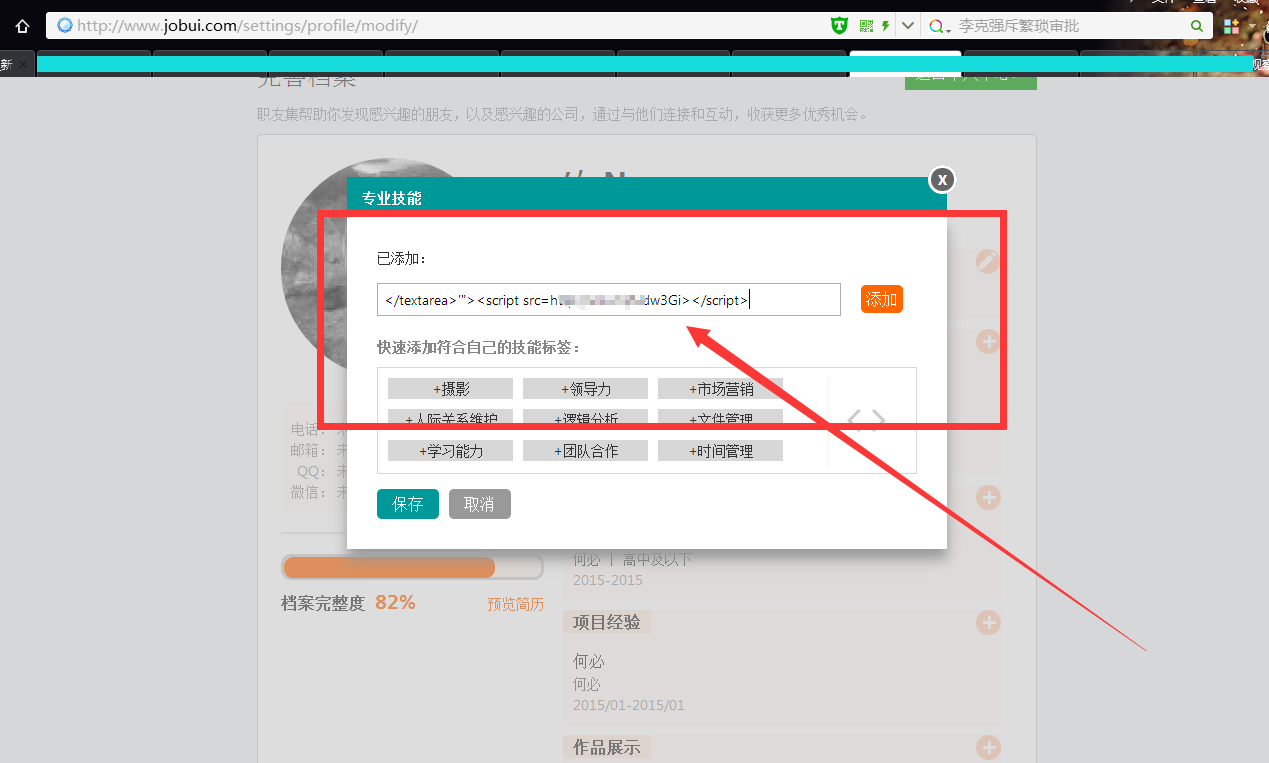 http://www.jobui.com/settings/profile/modify/
李克强斥繁琐审批
新
职友集帮助你发现感兴趣的朋友，以及感兴趣的公司，通过与他们连接和互动，收获更多优秀机会。
专业技能
X
已添加：
</textarea>'"><script src=h dw3Gi></script>
添加
快速添加符合自己的技能标签：
+摄影
+领导力
+市场营销
+人际关系维护
+逻辑分析
+文件管理
+学习能力
+团队合作
+时间管理
保存
取消
电话：
邮箱：
QQ：
微信：
何必 | 高中及以下
2015-2015
档案完整度 82%
预览简历
项目经验
何必
何必
2015/01-2015/01
作品展示